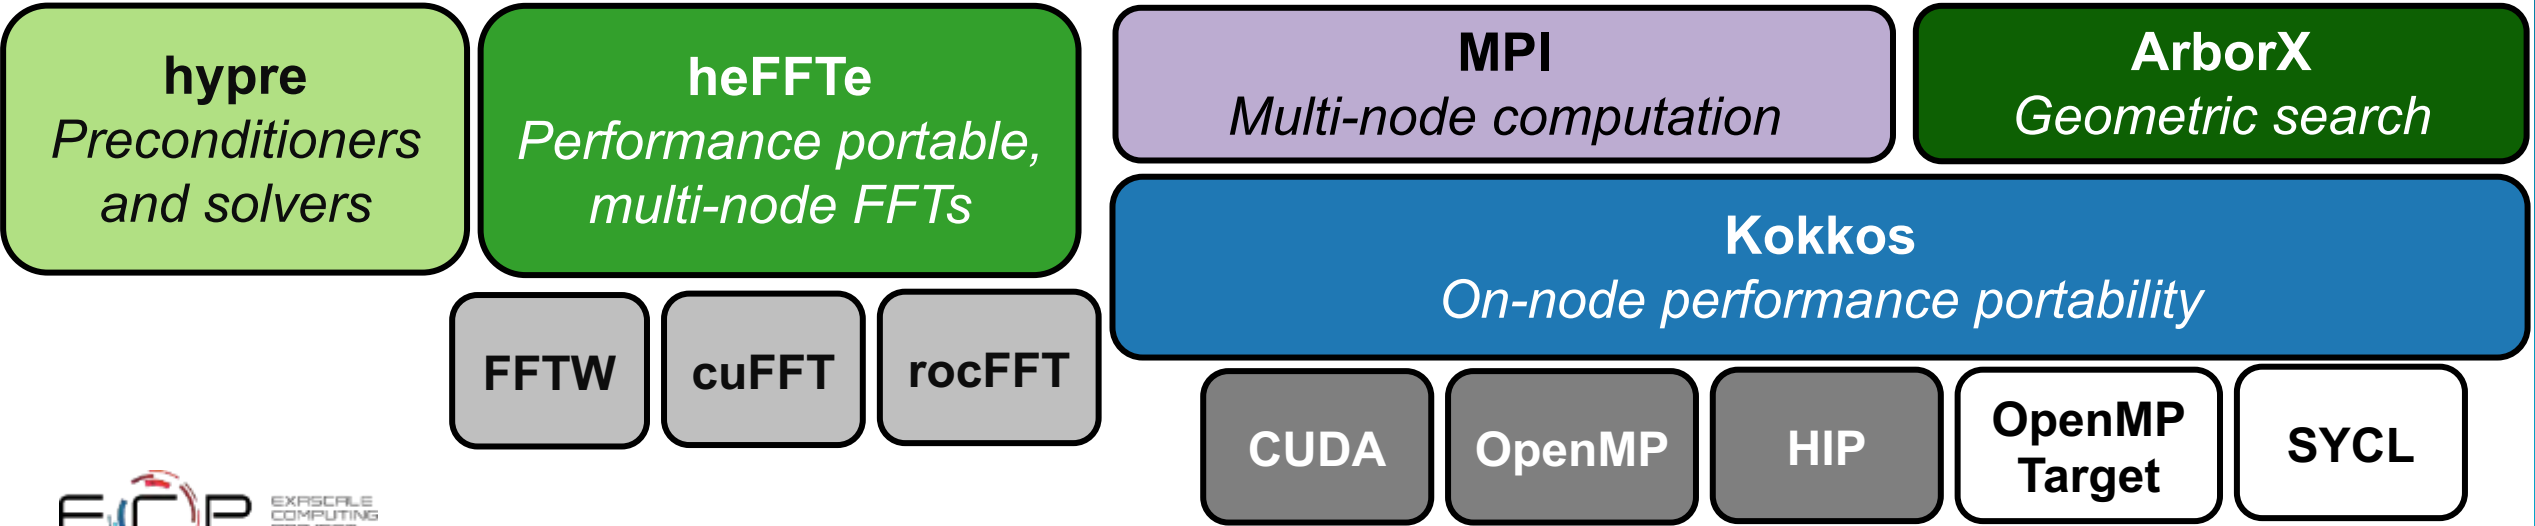 hypre
Preconditioners
and solvers
heFFTe
Performance portable,
multi-node FFTs
MPI
Multi-node computation
ArborX
Geometric search
Kokkos
On-node performance portability
FFTW
cuFFT
rocFFT
CUDA
OpenMP
HIP
OpenMP
Target
SYCL
ECP
EXASCALE
COMPUTING